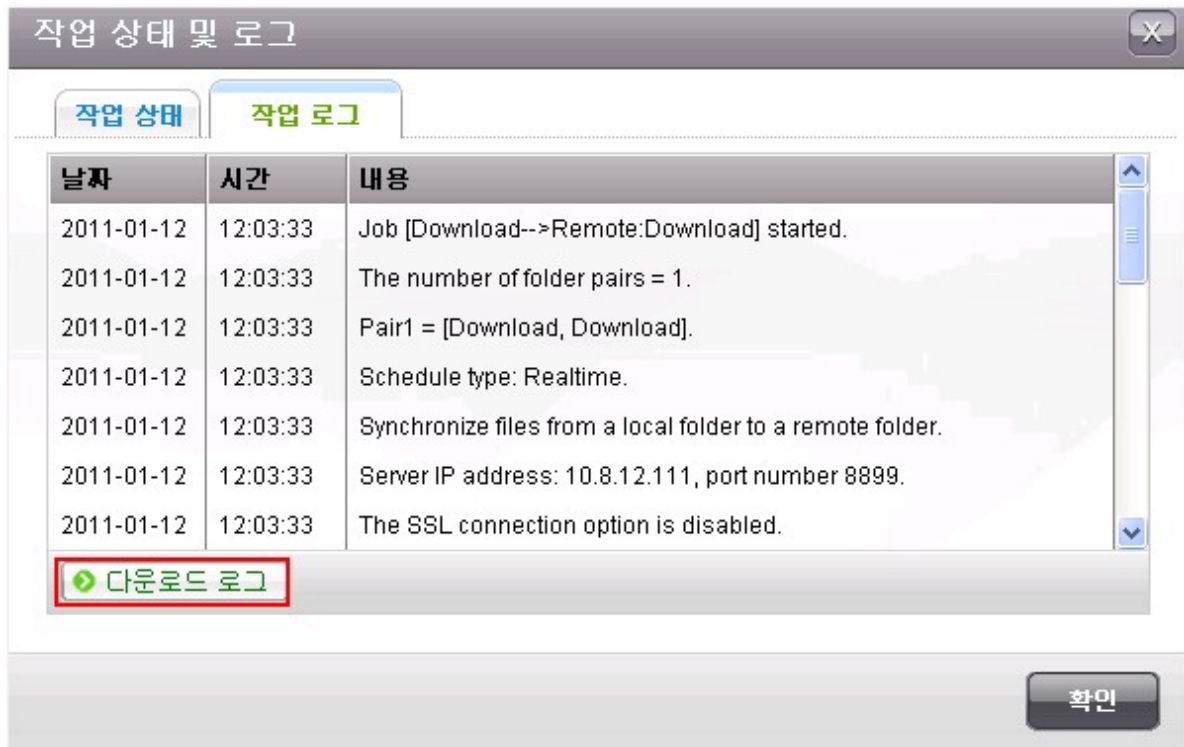 작업 상태 및 로그
X
작업 상태 작업 로그
날짜 시간 내용
2011-01-12 12:03:33 Job [Download-->Remote:Download] started.
2011-01-12 12:03:33 The number of folder pairs = 1.
2011-01-12 12:03:33 Pair1 = [Download, Download].
2011-01-12 12:03:33 Schedule type: Realtime.
2011-01-12 12:03:33 Synchronize files from a local folder to a remote folder.
2011-01-12 12:03:33 Server IP address: 10.8.12.111, port number 8899.
2011-01-12 12:03:33 The SSL connection option is disabled.
다운로드 로그
확인